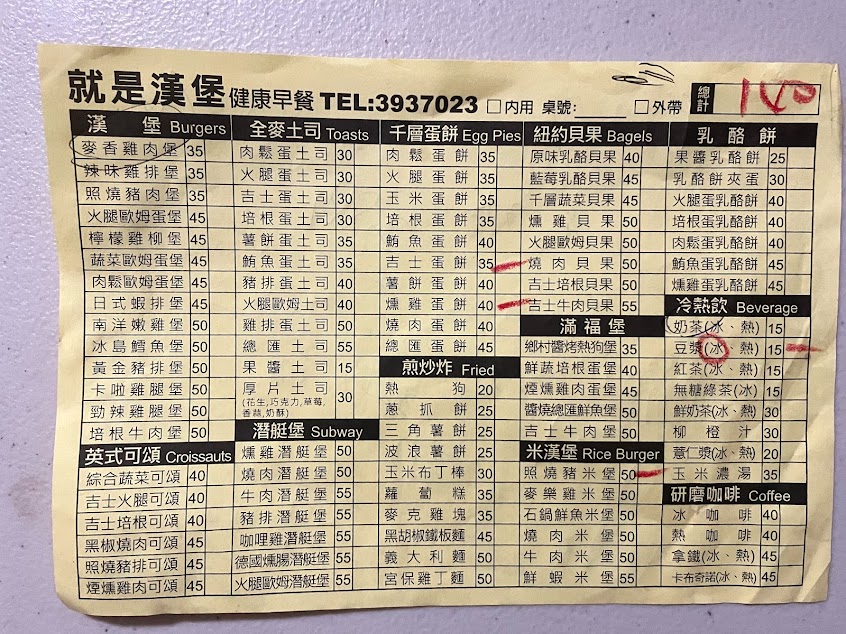 就是漢堡 健康早餐 TEL:3937023 □内用 桌號:____ □外帶 總計
漢堡 Burgers
麥香雞肉堡 35
辣味雞排堡 35
照燒豬肉堡 35
火腿歐姆蛋堡 45
檸檬雞柳堡 45
蔬菜歐姆蛋堡 45
肉鬆歐姆蛋堡 45
日式蝦排堡 45
南洋嫩雞堡 50
冰島鱈魚堡 50
黃金豬排堡 50
卡啦雞腿堡 50
勁辣雞腿堡 50
培根牛肉堡 50
英式可頌 Croissauts
綜合蔬菜可頌 40
吉士火腿可頌 40
吉士培根可頌 40
黑椒燒肉可頌 45
照燒豬排可頌 40
煙燻雞肉可頌 45
全麥土司 Toasts
肉鬆蛋土司 30
火腿蛋土司 30
吉士蛋土司 30
培根蛋土司 30
薯餅蛋土司 35
鮪魚蛋土司 35
豬排蛋土司 40
火腿歐姆土司 40
雞排蛋土司 50
總匯土司 55
果醬土司 15
厚片土司 30
(花生,巧克力,草莓,
香蒜,奶酥)
潛艇堡 Subway
燻雞潛艇堡 50
燒肉潛艇堡 50
牛肉潛艇堡 55
豬排潛艇堡 55
咖哩雞潛艇堡 55
德國燻腸潛艇堡 55
火腿歐姆潛艇堡 55
千層蛋餅 Egg Pies
肉鬆蛋餅 35
火腿蛋餅 35
玉米蛋餅 35
培根蛋餅 35
鮪魚蛋餅 40
吉士蛋餅 35
薯餅蛋餅 40
燻雞蛋餅 40
燒肉蛋餅 40
總匯蛋餅 45
煎炒炸 Fried
熱狗 20
蔥抓餅 25
三角薯餅 25
波浪薯餅 25
玉米布丁棒 30
蘿蔔糕 35
麥克雞塊 35
黑胡椒鐵板麵 45
義大利麵 50
宮保雞丁麵 50
紐約貝果 Bagels
原味乳酪貝果 40
藍莓乳酪貝果 45
千層蔬菜貝果 45
燻雞貝果 50
火腿歐姆貝果 50
燒肉貝果 50
吉士培根貝果 50
吉士牛肉貝果 55
滿福堡
鄉村醬烤熱狗堡 35
鮮蔬培根蛋堡 40
煙燻雞肉蛋堡 45
醬燒總匯鮮魚堡 50
吉士牛肉堡 50
米漢堡 Rice Burger
照燒豬米堡 50
麥樂雞米堡 50
石鍋鮮魚米堡 50
燒肉米堡 50
牛肉米堡 50
鮮蝦米堡 55
乳酪餅
果醬乳酪餅 25
乳酪餅夾蛋 30
火腿蛋乳酪餅 40
培根蛋乳酪餅 40
肉鬆蛋乳酪餅 40
鮪魚蛋乳酪餅 45
燻雞蛋乳酪餅 45
冷熱飲 Beverage
奶茶(冰、熱) 15
豆漿(冰、熱) 15
紅茶(冰、熱) 15
無糖綠茶(冰) 15
鮮奶茶(冰、熱) 30
柳橙汁 30
薏仁漿(冰、熱) 20
玉米濃湯 35
研磨咖啡 Coffee
冰咖啡 40
熱咖啡 40
拿鐵(冰、熱) 45
卡布奇諾(冰、熱) 45